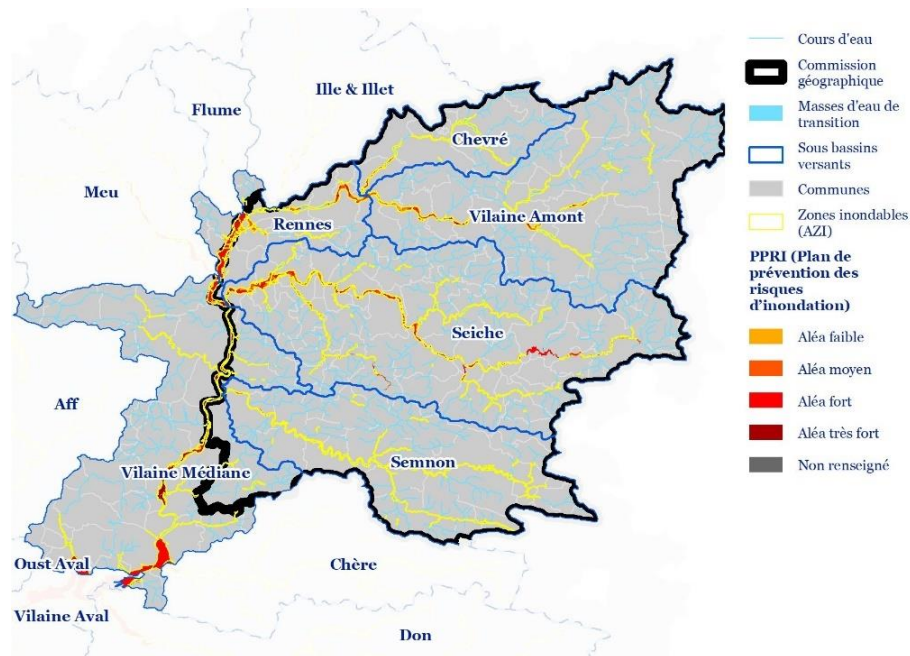 Ille & Illet
Flume
Chevré
Meu
Rennes
Vilaine Amont
Seiche
Aff
Vilaine Médiane
Semnon
Oust Aval
Chère
Vilaine Aval
Don
Cours d'eau
Commission
géographique
Masses d'eau de
transition
Sous bassins
versants
Communes
Zones inondables
(AZI)
PPRI (Plan de
prévention des
risques
d'inondation)
Aléa faible
Aléa moyen
Aléa fort
Aléa très fort
Non renseigné